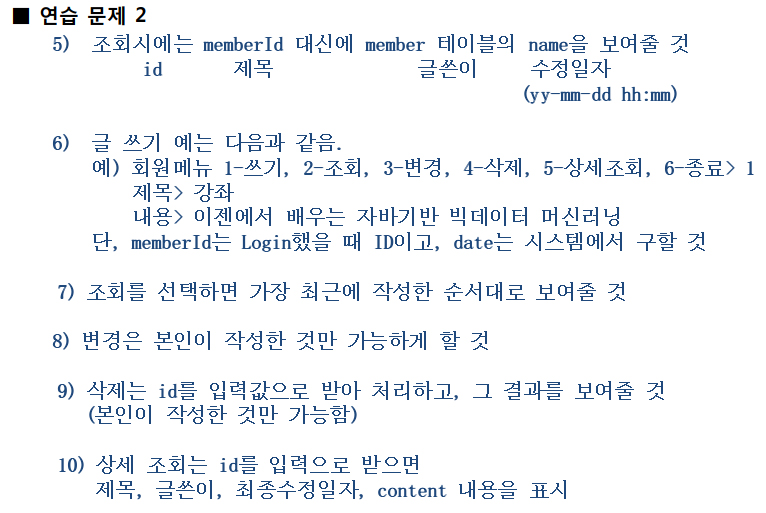 ■ 연습 문제 2
5) 조회시에는 memberId 대신에 member 테이블의 name을 보여줄 것
id 제목 글쓴이 수정일자
(yy-mm-dd hh:mm)
6) 글 쓰기 예는 다음과 같음.
예) 회원메뉴 1-쓰기, 2-조회, 3-변경, 4-삭제, 5-상세조회, 6-종료> 1
제목> 강좌
내용> 이젠에서 배우는 자바기반 빅데이터 머신러닝
단, memberId는 Login했을 때 ID이고, date는 시스템에서 구할 것
7) 조회를 선택하면 가장 최근에 작성한 순서대로 보여줄 것
8) 변경은 본인이 작성한 것만 가능하게 할 것
9) 삭제는 id를 입력값으로 받아 처리하고, 그 결과를 보여줄 것
(본인이 작성한 것만 가능함)
10) 상세 조회는 id를 입력으로 받으면
제목, 글쓴이, 최종수정일자, content 내용을 표시